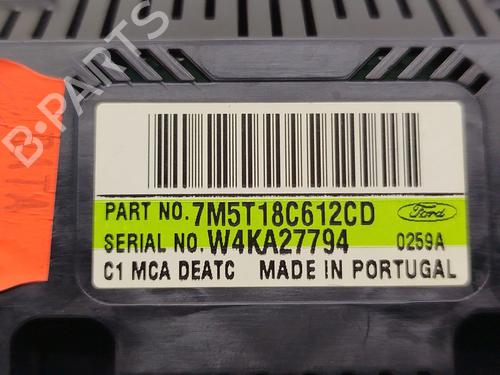 B-PARTS
PART NO. 7M5T18C612CD Ford
SERIAL NO. W4KA27794 0259A
C1 MCA DEATC MADE IN PORTUGAL